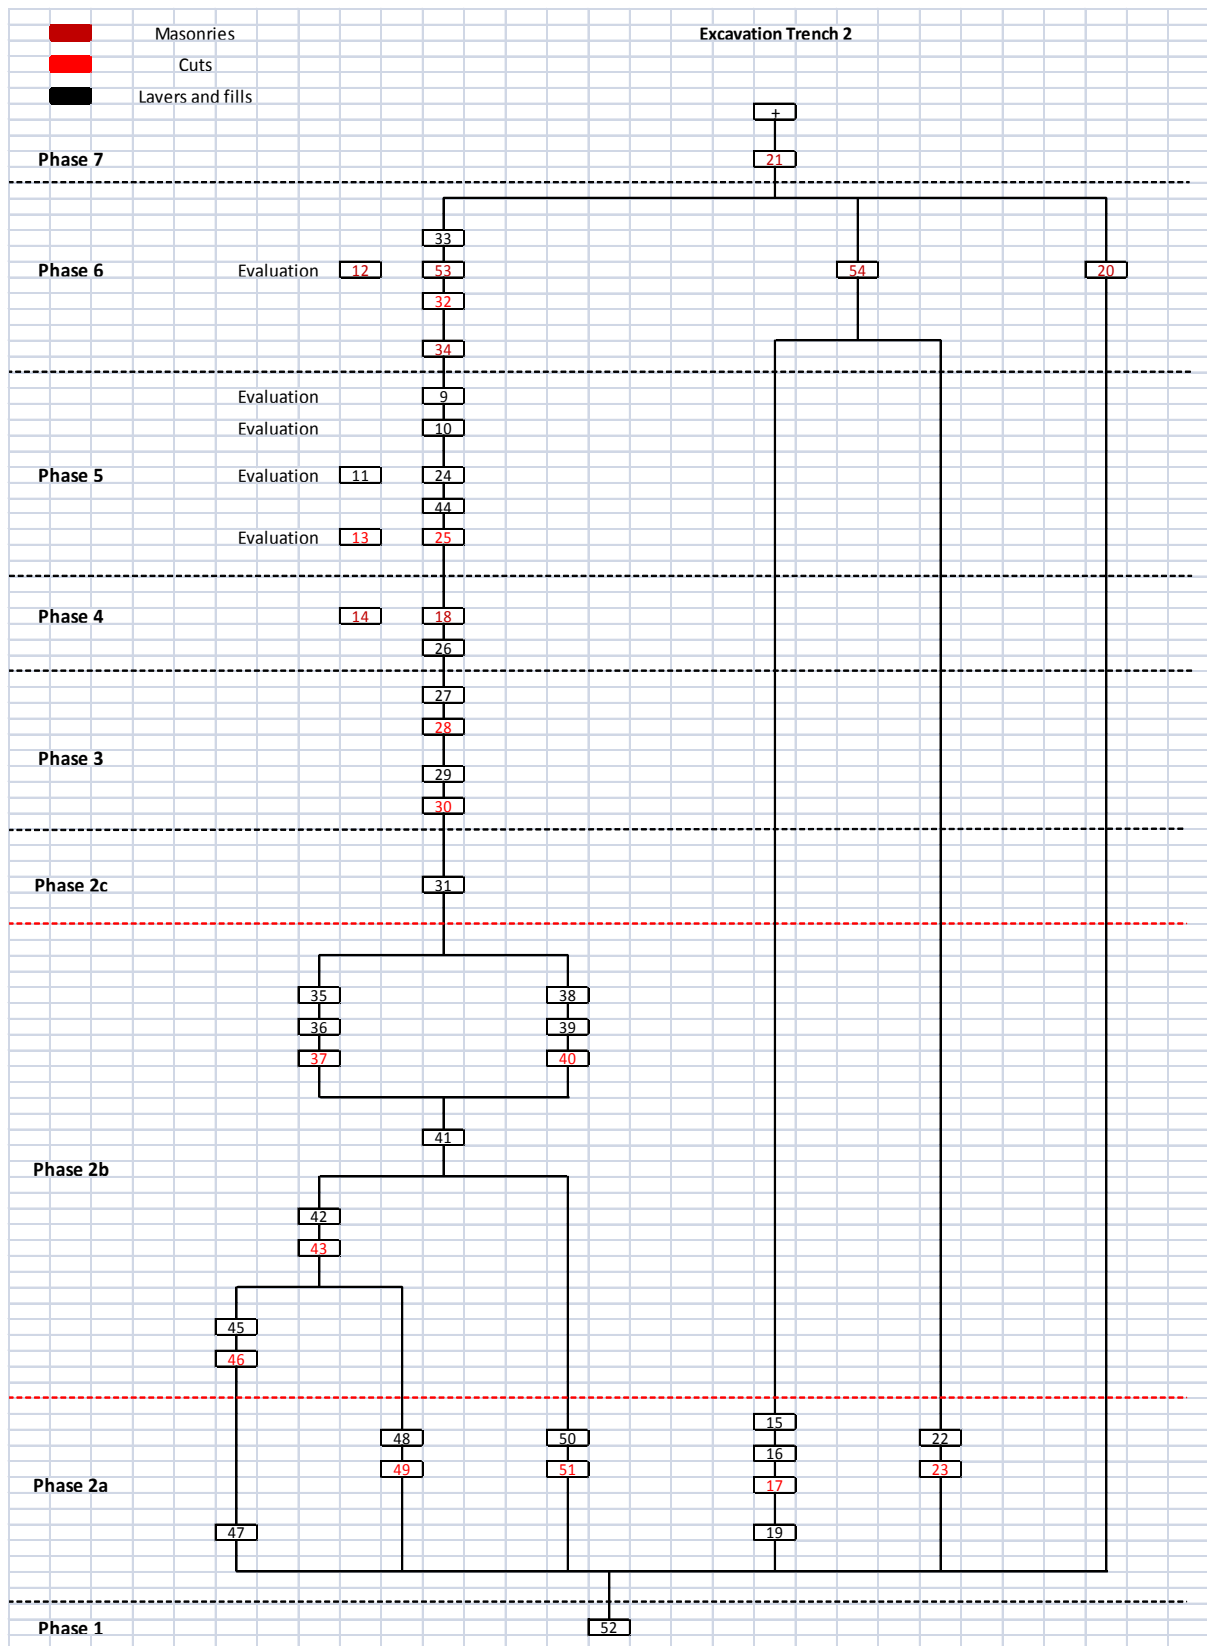 Masonries
Excavation Trench 2
Cuts
Lavers and fills
+
Phase 7
21
33
Phase 6 Evaluation 12 53 54 20
32
34
Evaluation 9
Evaluation 10
Phase 5 Evaluation 11 24
44
Evaluation 13 25
Phase 4 14 18
26
27
28
Phase 3
29
30
Phase 2c 31
35 38
36 39
37 40
41
Phase 2b
42
43
45
46
15
48 50 22
16
49 51 23
Phase 2a 17
47 19
Phase 1 52